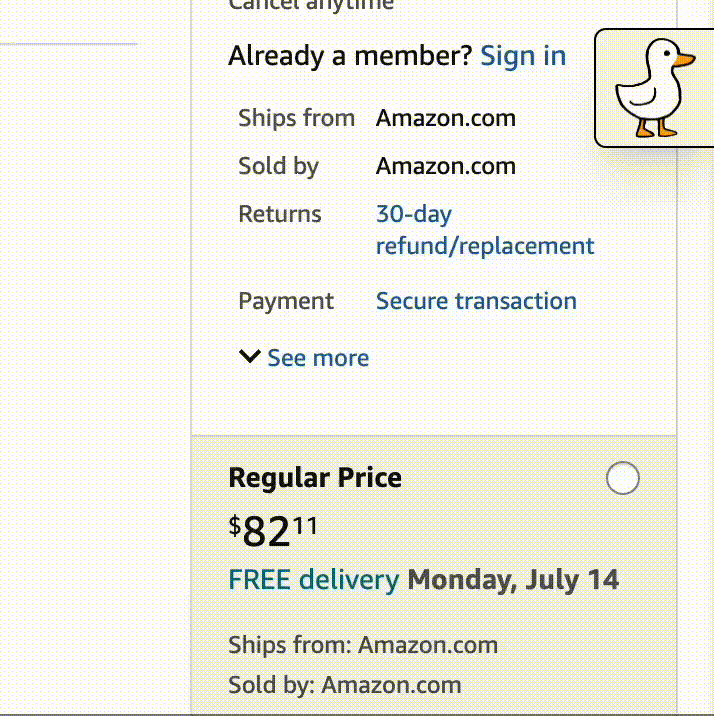 Cancel anytime
Already a member? Sign in
Ships from Amazon.com
Sold by Amazon.com
Returns 30-day
refund/replacement
Payment Secure transaction
See more
Regular Price
$82 11
FREE delivery Monday, July 14
Ships from: Amazon.com
Sold by: Amazon.com